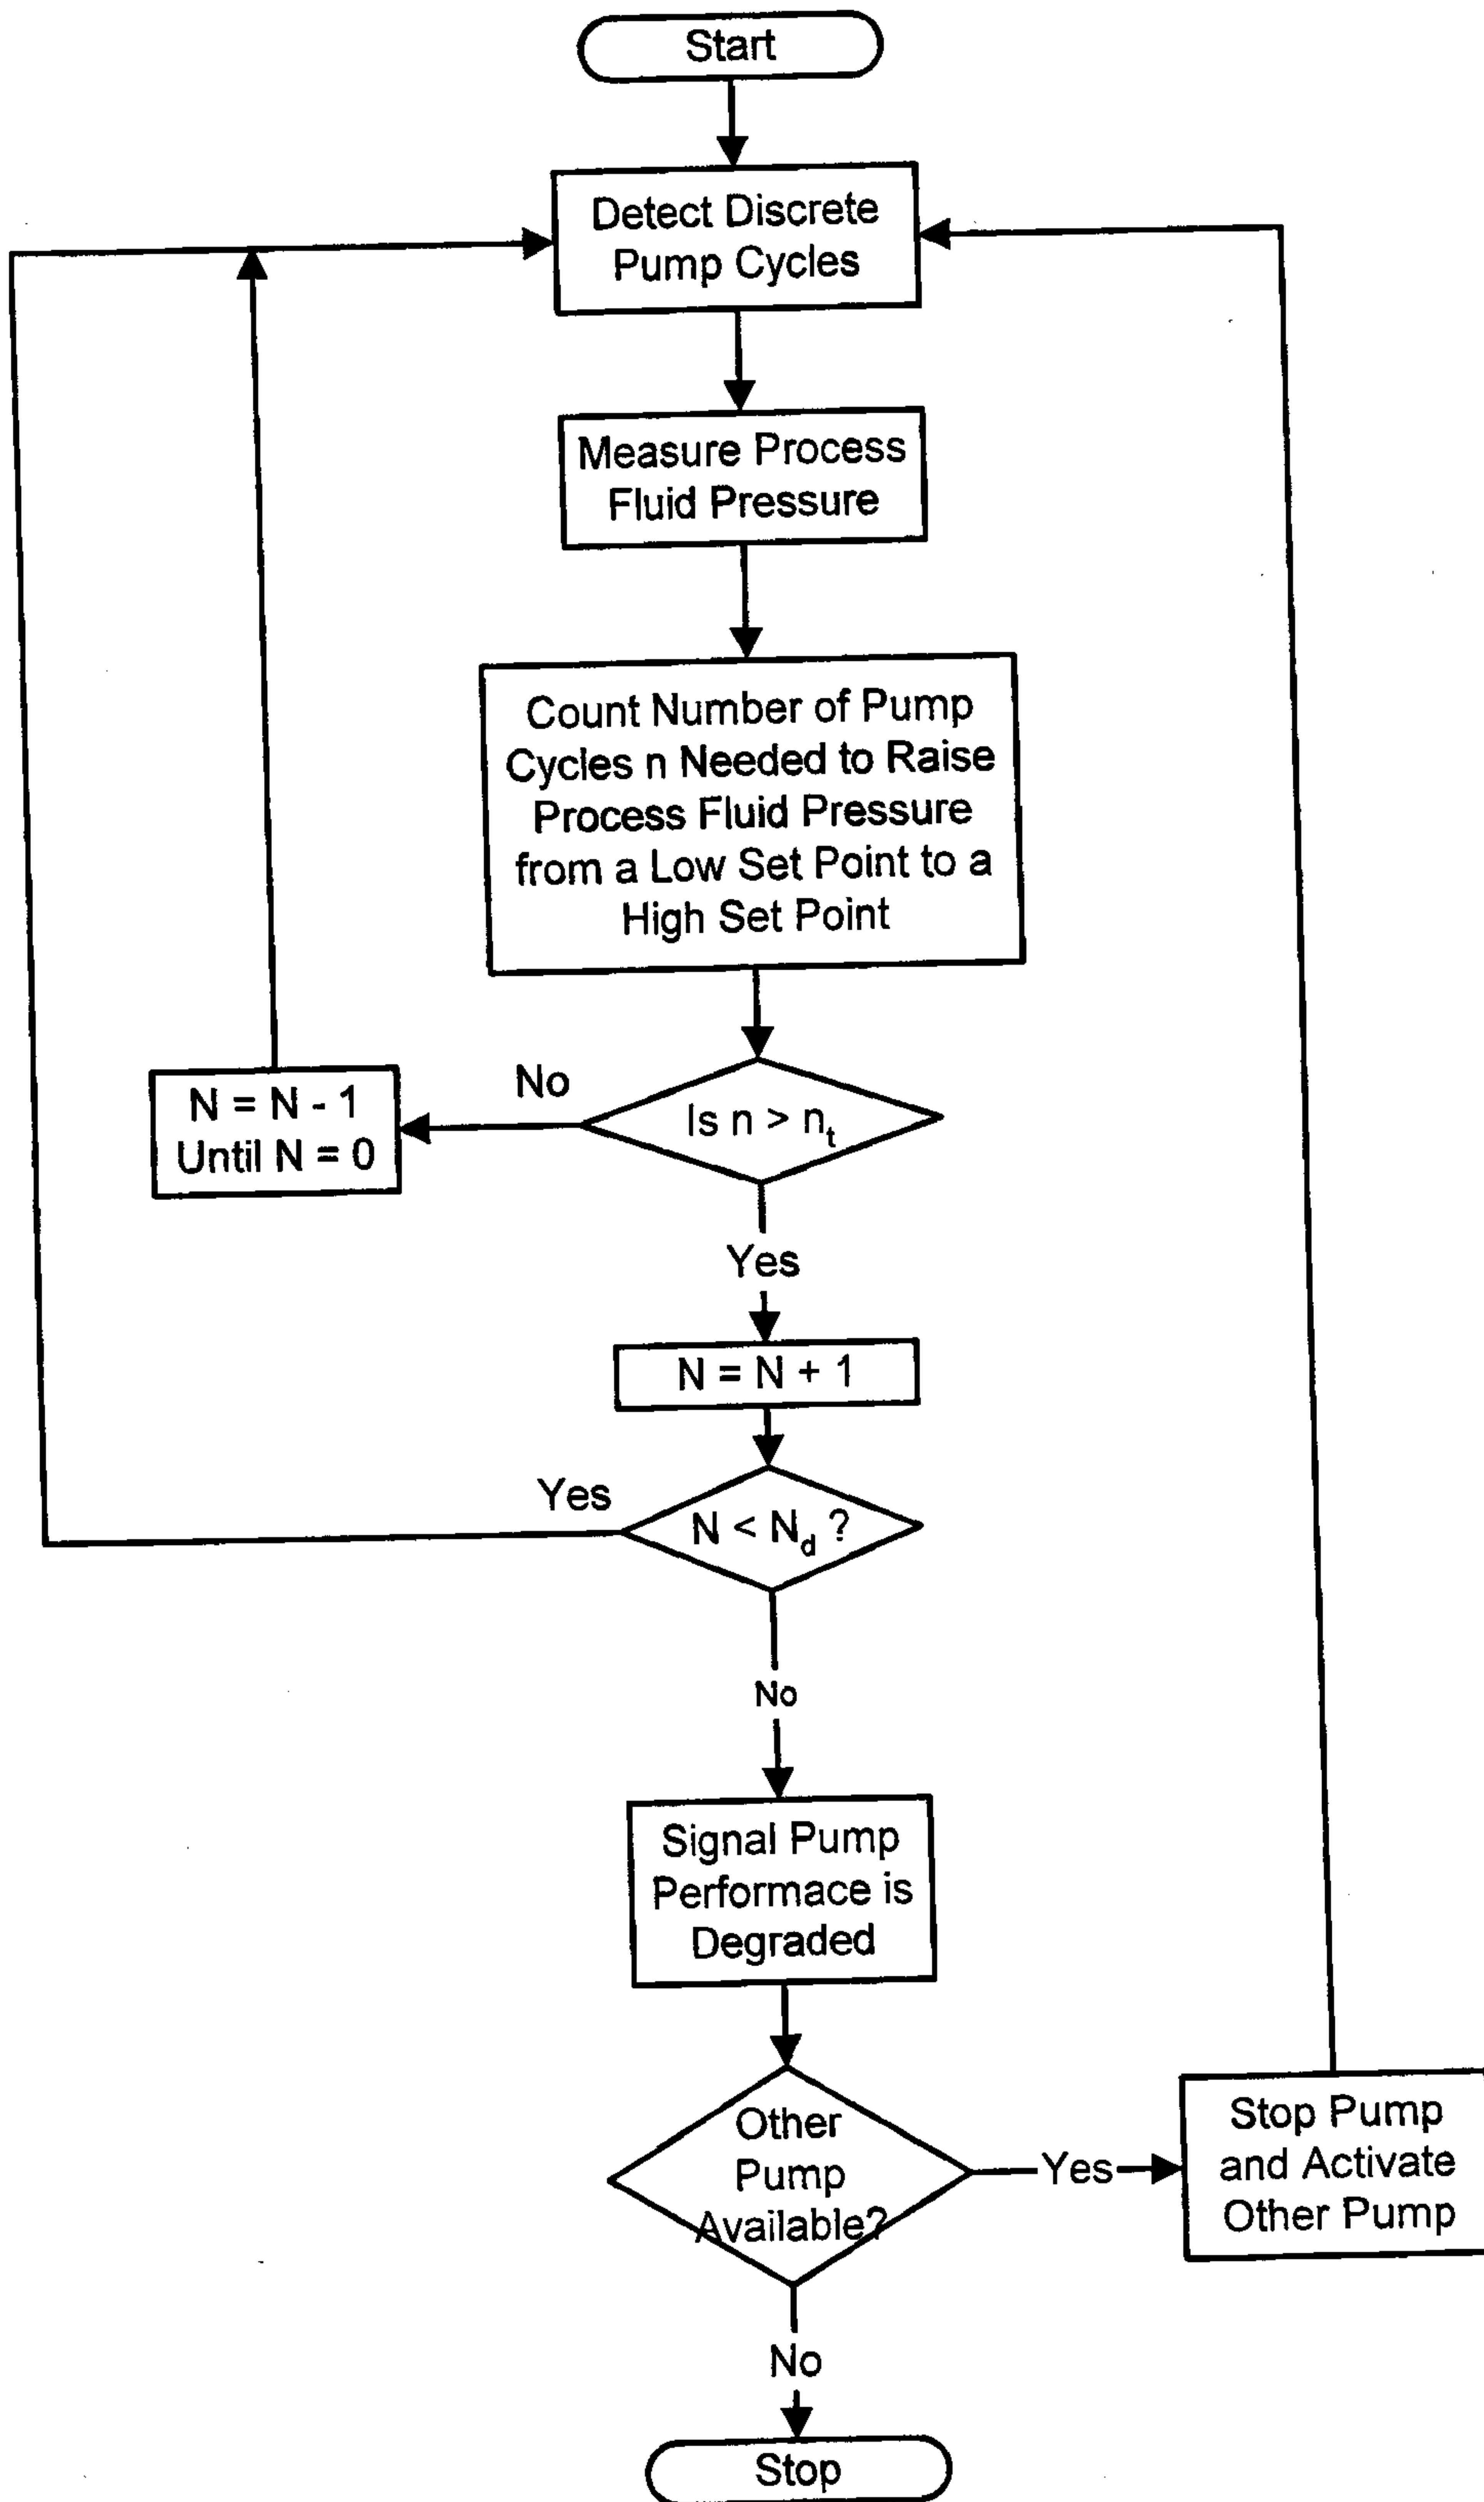 Start
Detect Discrete
Pump Cycles
Measure Process
Fluid Pressure
Count Number of Pump
Cycles n Needed to Raise
Process Fluid Pressure
from a Low Set Point to a
High Set Point
No
Is n > nₜ
N = N - 1
Until N = 0
Yes
N = N + 1
Yes
N < N_d ?
No
Signal Pump
Performace is
Degraded
Other
Pump
Available?
Yes
Stop Pump
and Activate
Other Pump
No
Stop